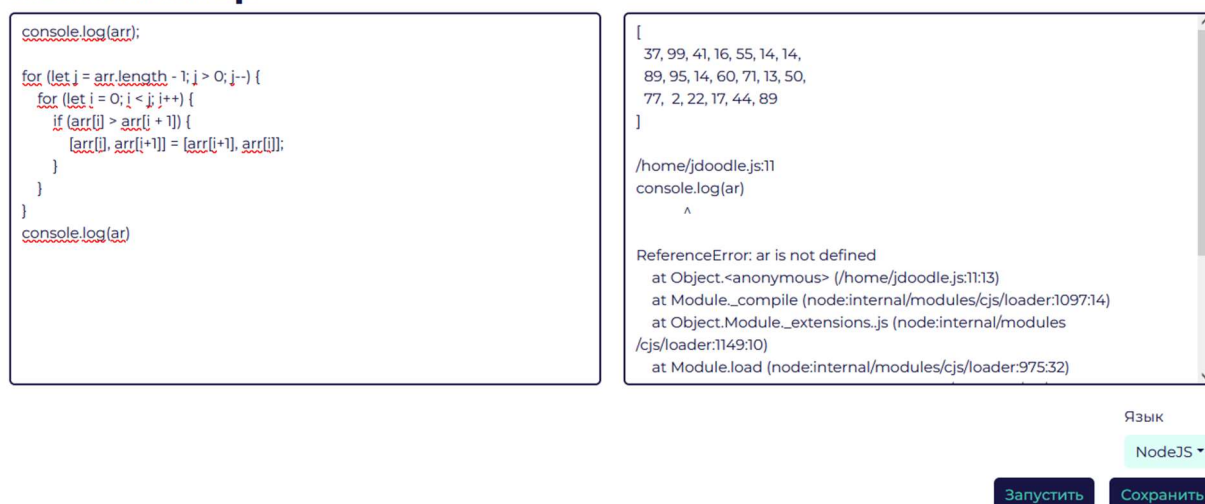 console.log(arr);
for (let j = arr.length - 1; j > 0; j--) {
for (let i = 0; i < j; i++) {
if (arr[i] > arr[i + 1]) {
[arr[i], arr[i+1]] = [arr[i+1], arr[i]];
}
}
}
console.log(ar)
[
37, 99, 41, 16, 55, 14, 14,
89, 95, 14, 60, 71, 13, 50,
77, 2, 22, 17, 44, 89
]
/home/jdoodle.js:11
console.log(ar)
^
ReferenceError: ar is not defined
at Object.<anonymous> (/home/jdoodle.js:11:13)
at Module._compile (node:internal/modules/cjs/loader:1097:14)
at Object.Module._extensions..js (node:internal/modules
/cjs/loader:1149:10)
at Module.load (node:internal/modules/cjs/loader:975:32)
Язык
NodeJS
Запустить
Сохранить